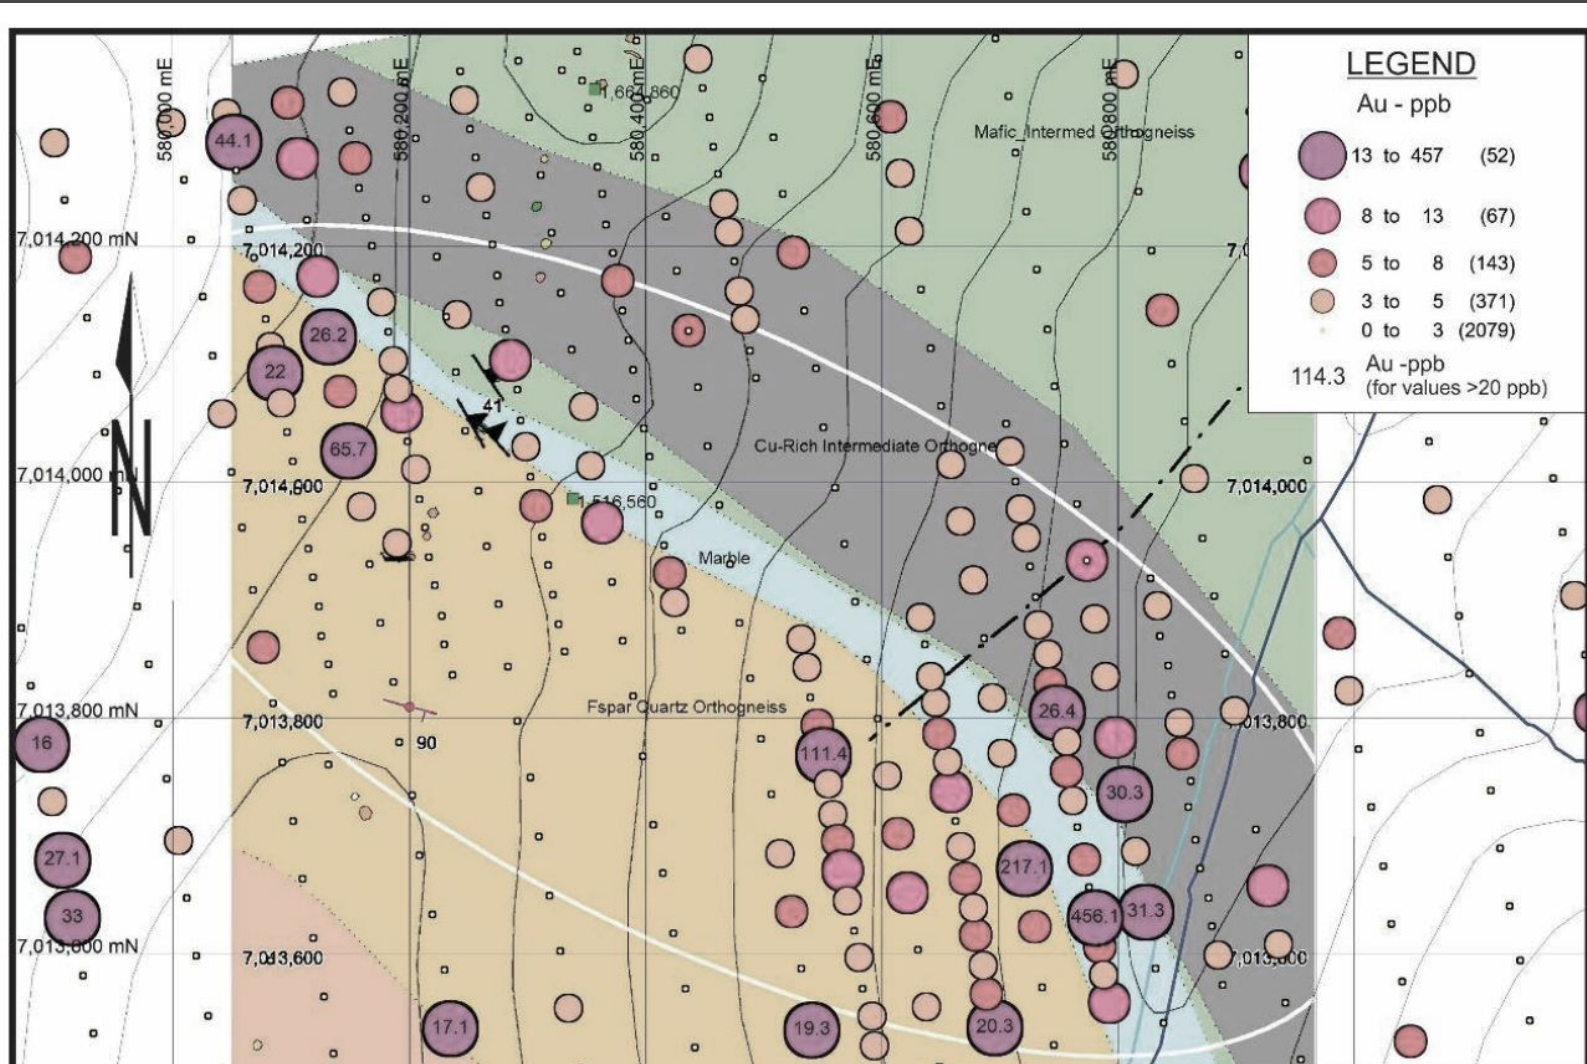 LEGEND
Au - ppb
13 to 457 (52)
8 to 13 (67)
5 to 8 (143)
3 to 5 (371)
0 to 3 (2079)
114.3 Au -ppb
(for values >20 ppb)
580,000 mE
580,200 mE
580,400 mE
580,600 mE
580,800 mE
1,664,860
Mafic_Intermed Orthogneiss
44.1
7,014,200 mN
7,014,200
26.2
22
41
65.7
Cu-Rich Intermediate Orthogne
7,014,000 mN
7,014,000
1,516,560
N
Marble
Fspar Quartz Orthogneiss
26.4
7,013,800 mN
7,013,800
90
16
111.4
30.3
27.1
217.1
33
456.1
31.3
7,013,600 mN
7,013,600
17.1
19.3
20.3